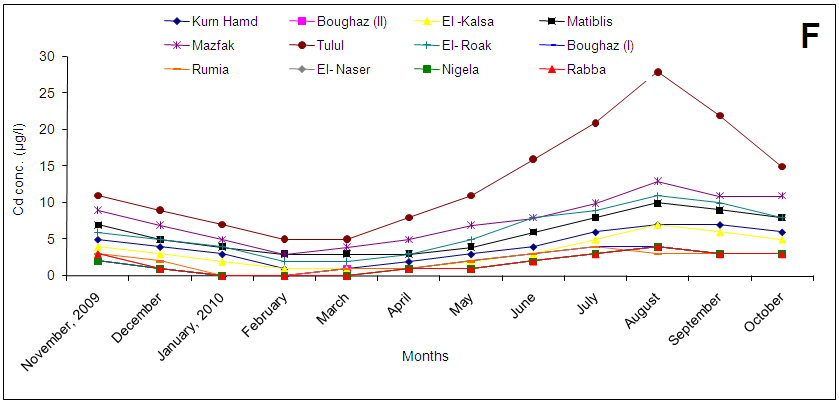 Kum Hamd Boughaz (II) El -Kalsa Matiblis
F
Mazfak Tulul El- Roak Boughaz (I)
Rumia El- Naser Nigela Rabba
30
25
20
15
10
5
0
Cd conc. (µg/l)
November, 2009
December
January, 2010
February
March
April
May
June
July
August
September
October
Months